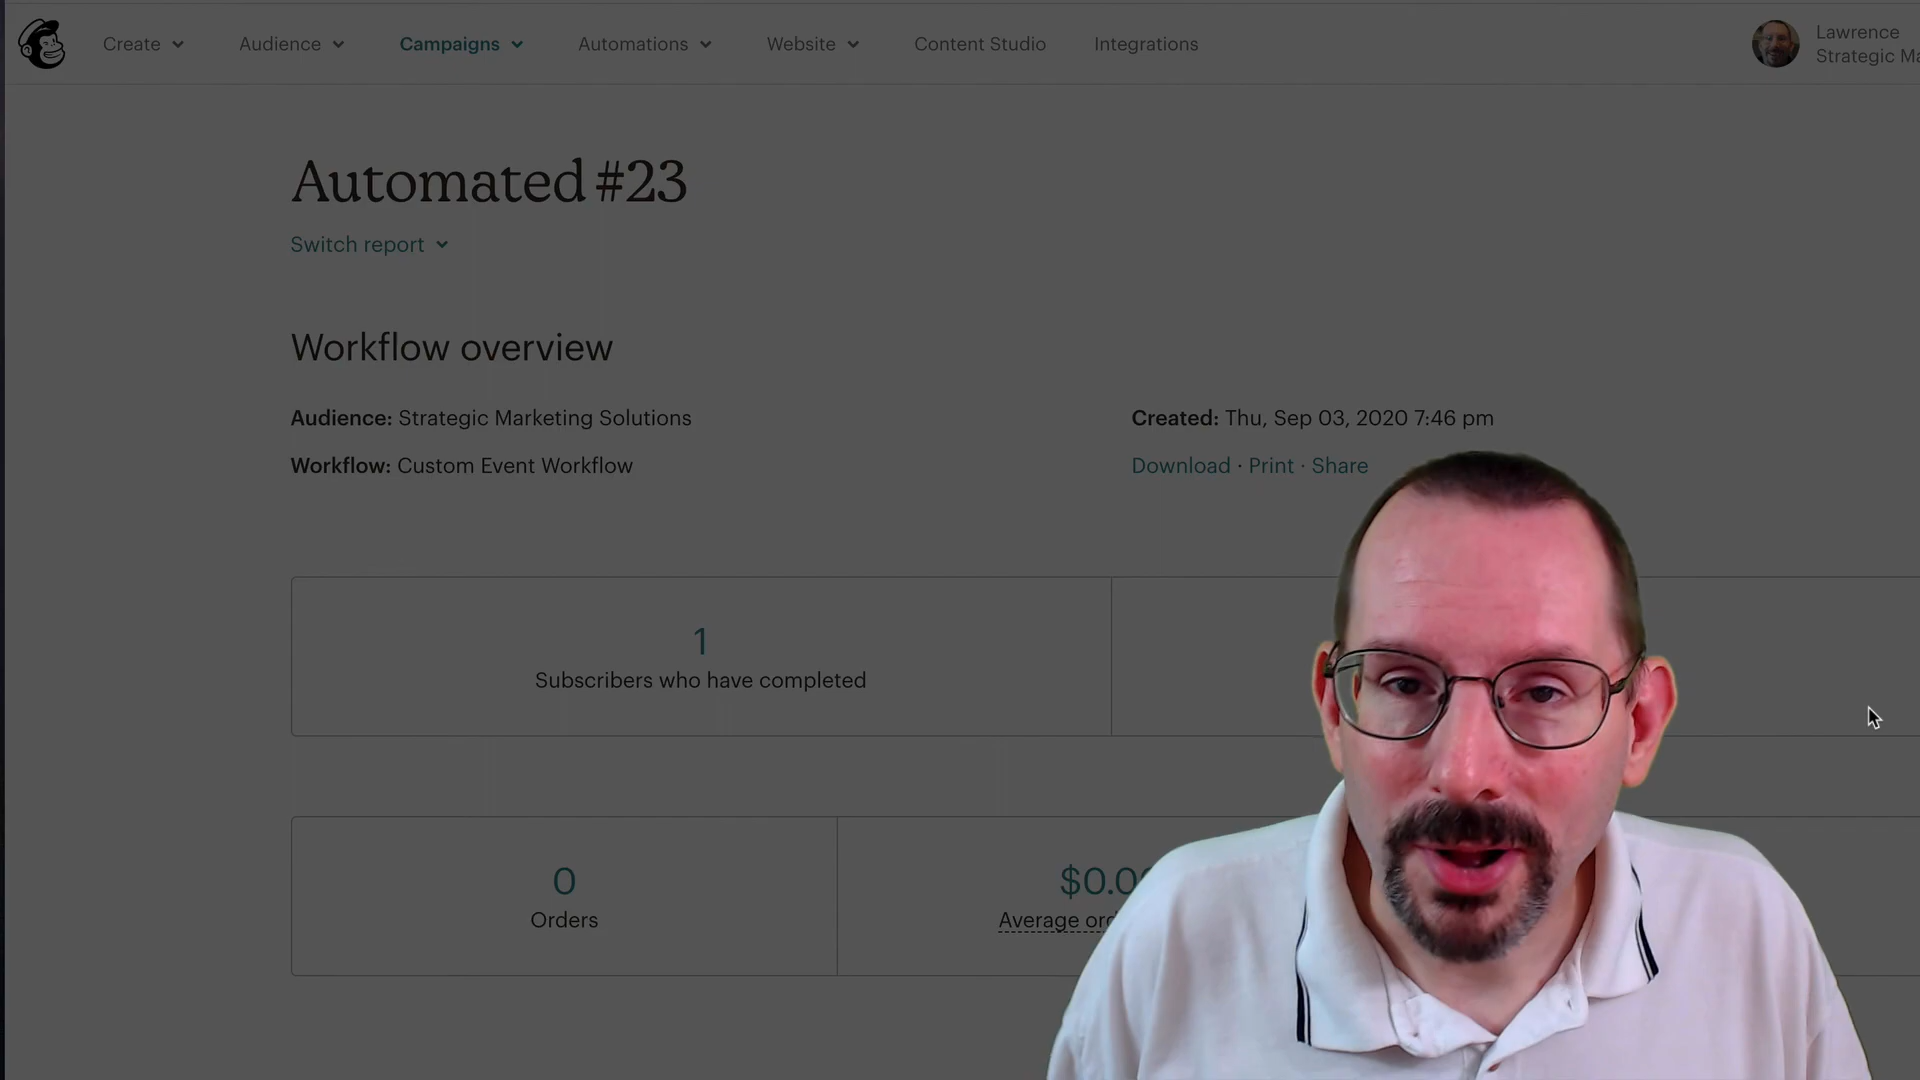 Create
Audience
Campaigns
Automations
Website
Content Studio
Integrations
Lawrence
Strategic
Automated #23
Switch report
Workflow overview
Audience: Strategic Marketing Solutions
Created: Thu, Sep 03, 2020 7:46 pm
Workflow: Custom Event Workflow
Download · Print · Share
1
Subscribers who have completed
0
Orders
Average